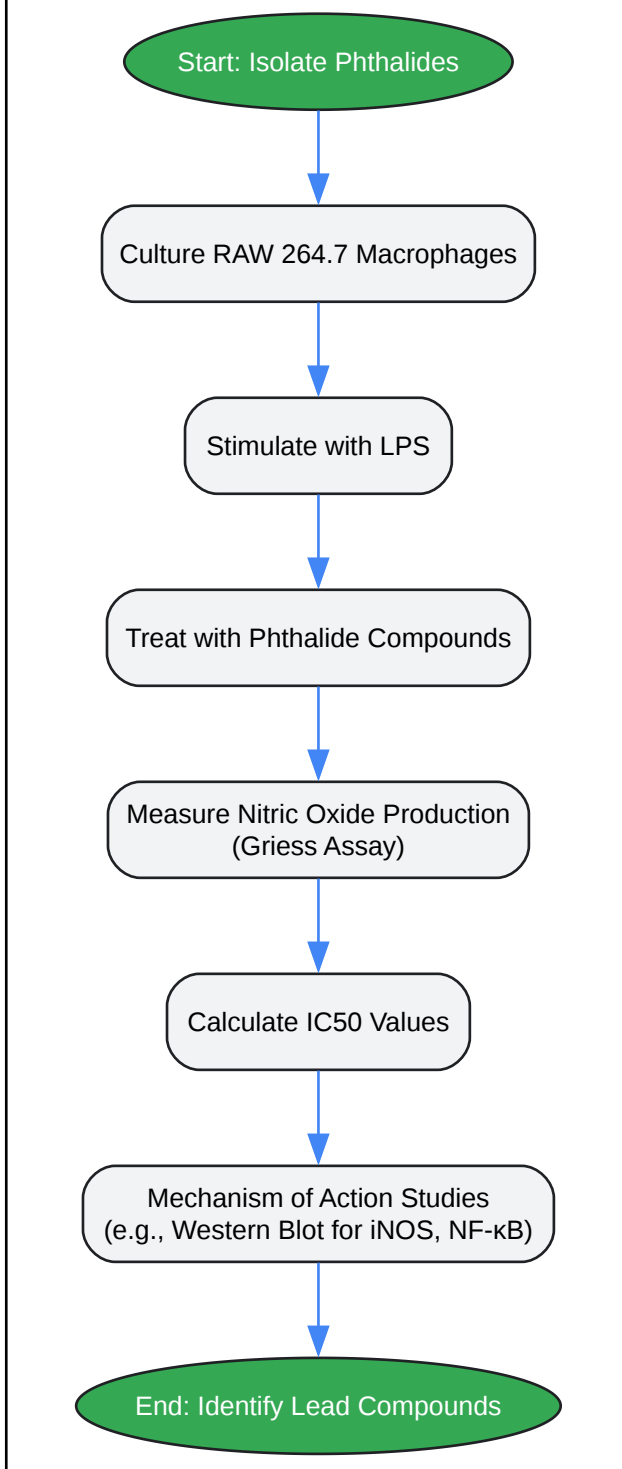 Start: Isolate Phthalides
Culture RAW 264.7 Macrophages
Stimulate with LPS
Treat with Phthalide Compounds
Measure Nitric Oxide Production
(Griess Assay)
Calculate IC50 Values
Mechanism of Action Studies
(e.g., Western Blot for iNOS, NF-κB)
End: Identify Lead Compounds